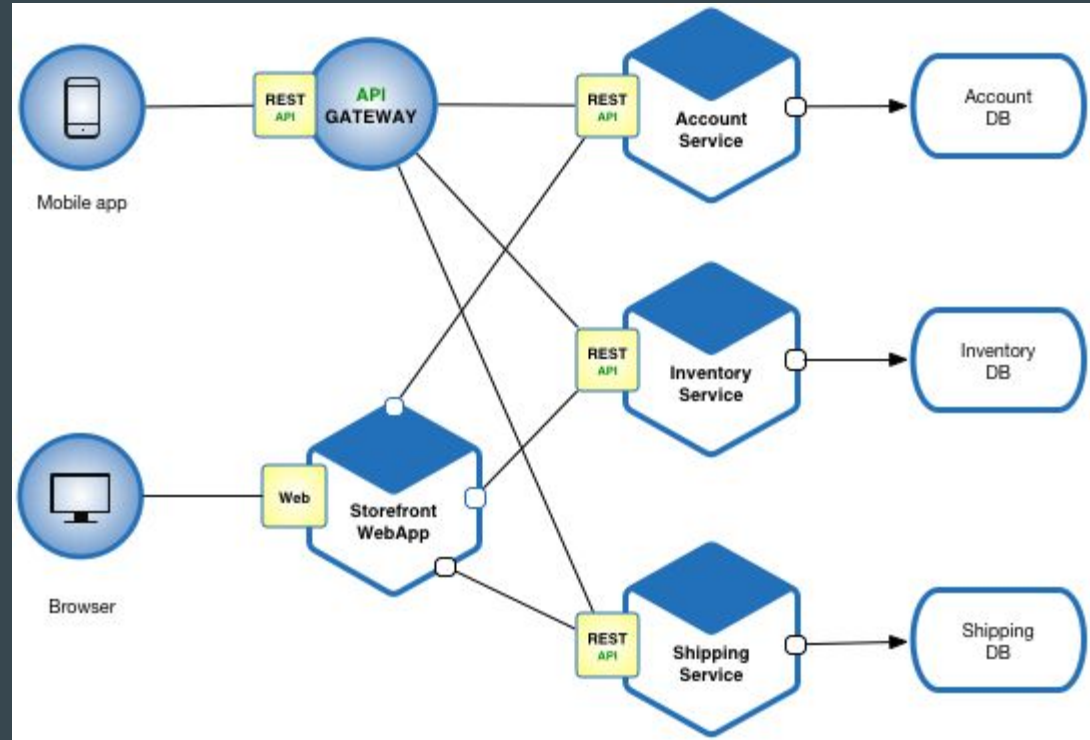 Mobile app
REST
API
API
GATEWAY
REST
API
Account
Service
Account
DB
REST
API
Inventory
Service
Inventory
DB
Browser
Web
Storefront
WebApp
REST
API
Shipping
Service
Shipping
DB